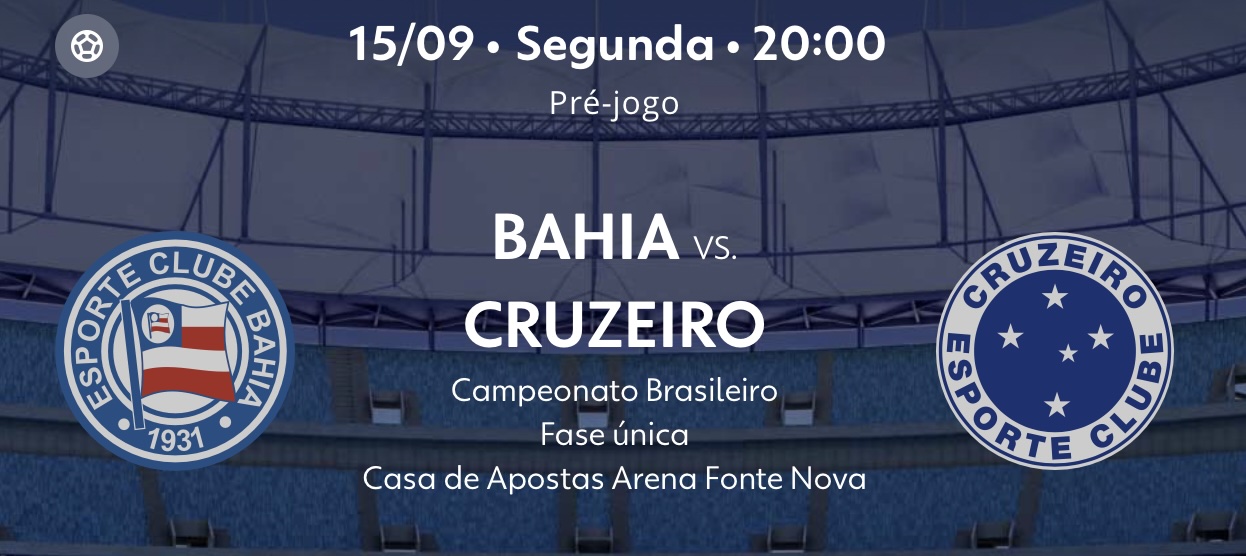 15/09 • Segunda • 20:00
Pré-jogo
BAHIA vs.
CRUZEIRO
Campeonato Brasileiro
Fase única
Casa de Apostas Arena Fonte Nova
ESPORTE CLUBE BAHIA
1931
CRUZEIRO
ESPORTE CLUBE